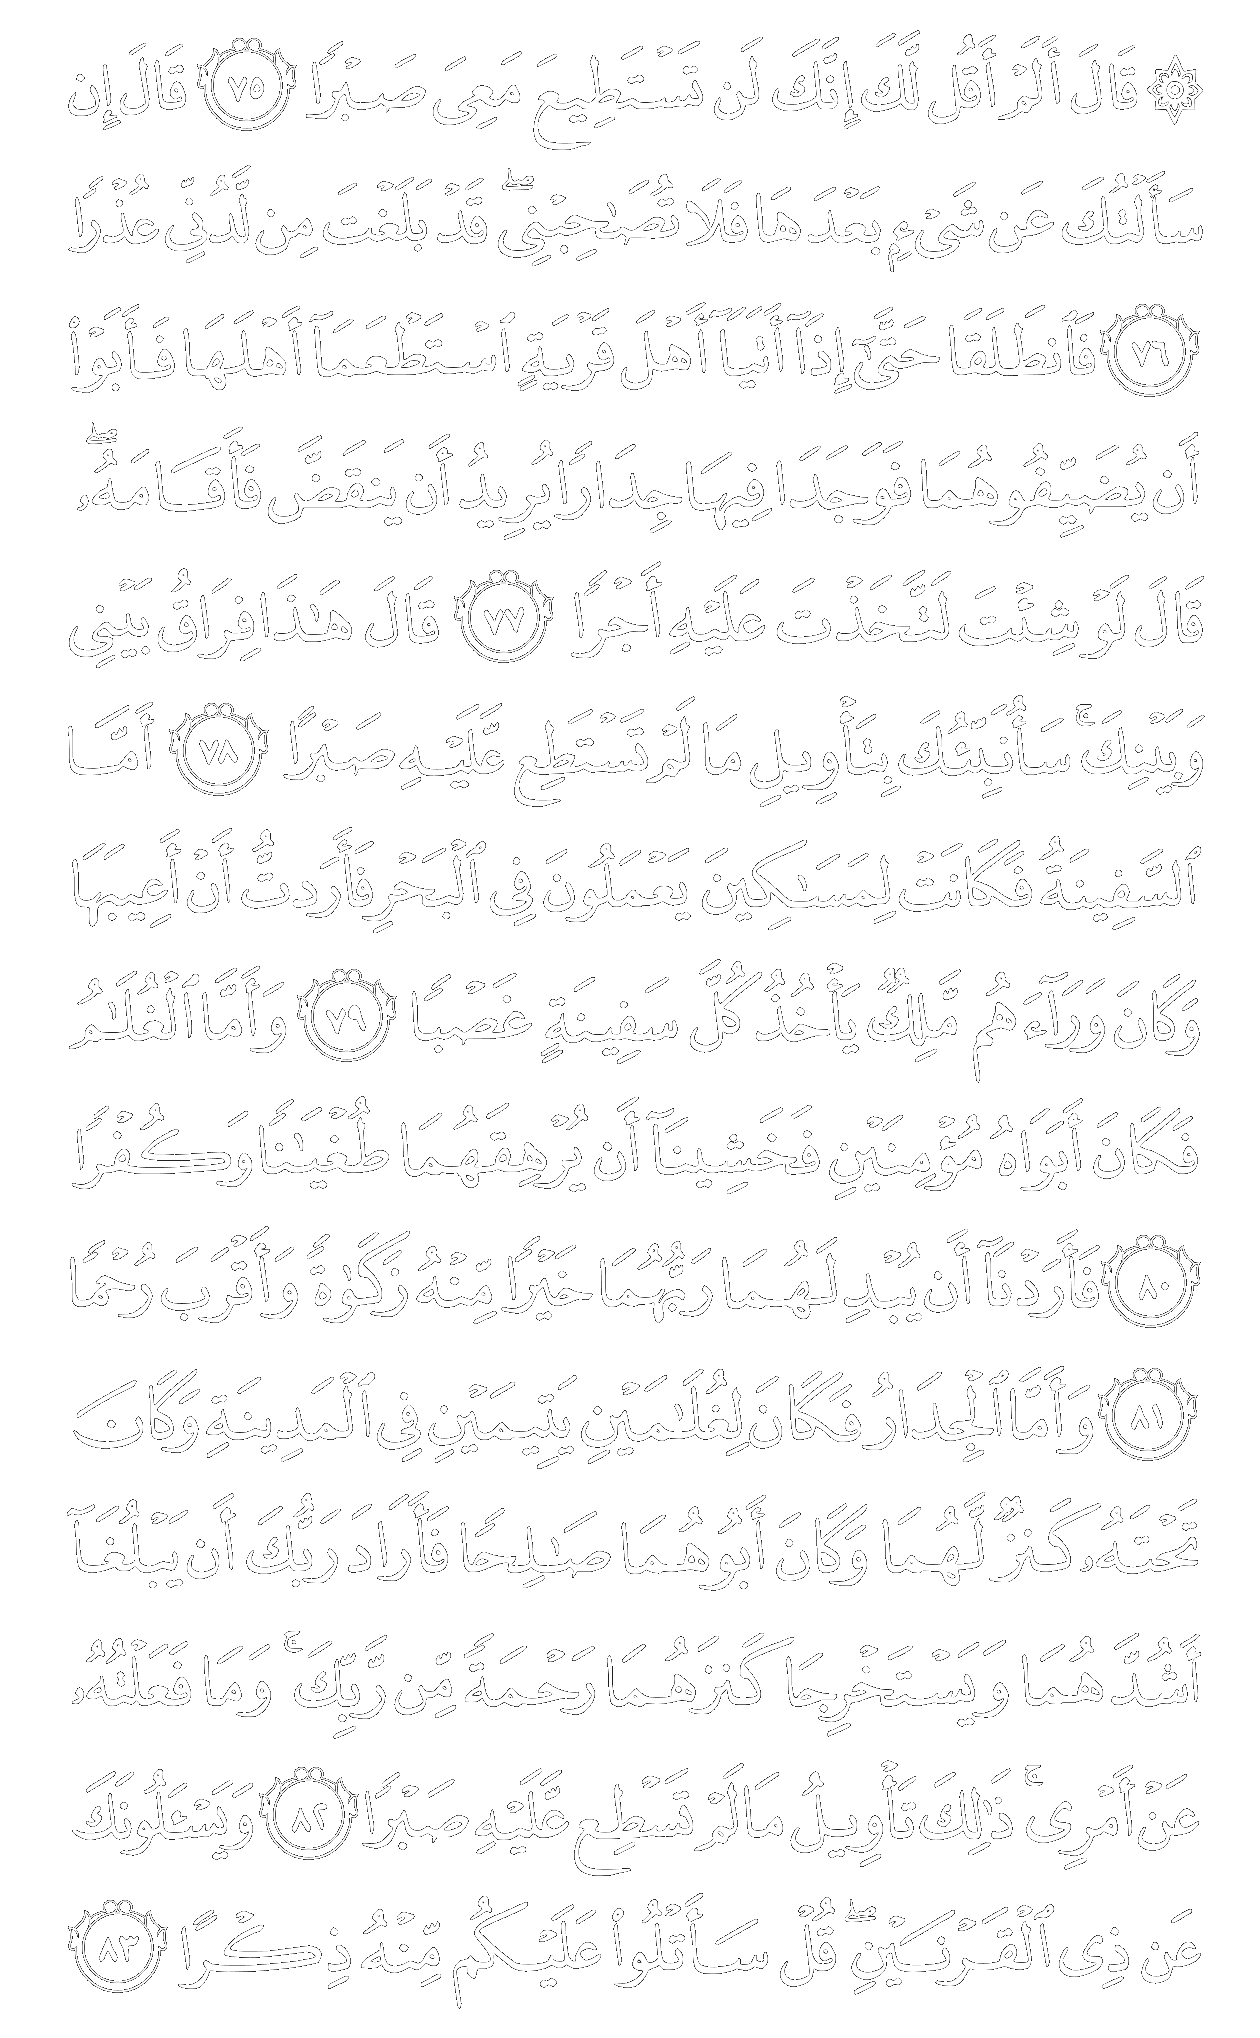 ۞ قَالَ أَلَمْ أَقُل لَّكَ إِنَّكَ لَن تَسْتَطِيعَ مَعِىَ صَبْرًا ٧٥ قَالَ إِن
سَأَلْتُكَ عَن شَىْءٍۭ بَعْدَهَا فَلَا تُصَـٰحِبْنِى ۖ قَدْ بَلَغْتَ مِن لَّدُنِّى عُذْرًا
٧٦ فَٱنطَلَقَا حَتَّىٰٓ إِذَآ أَتَيَآ أَهْلَ قَرْيَةٍ ٱسْتَطْعَمَآ أَهْلَهَا فَأَبَوْا۟
أَن يُضَيِّفُوهُمَا فَوَجَدَا فِيهَا جِدَارًا يُرِيدُ أَن يَنقَضَّ فَأَقَامَهُۥ ۖ
قَالَ لَوْ شِئْتَ لَتَّخَذْتَ عَلَيْهِ أَجْرًا ٧٧ قَالَ هَـٰذَا فِرَاقُ بَيْنِى
وَبَيْنِكَ ۚ سَأُنَبِّئُكَ بِتَأْوِيلِ مَا لَمْ تَسْتَطِع عَّلَيْهِ صَبْرًا ٧٨ أَمَّا
ٱلسَّفِينَةُ فَكَانَتْ لِمَسَـٰكِينَ يَعْمَلُونَ فِى ٱلْبَحْرِ فَأَرَدتُّ أَنْ أَعِيبَهَا
وَكَانَ وَرَآءَهُم مَّلِكٌ يَأْخُذُ كُلَّ سَفِينَةٍ غَصْبًا ٧٩ وَأَمَّا ٱلْغُلَـٰمُ
فَكَانَ أَبَوَاهُ مُؤْمِنَيْنِ فَخَشِينَآ أَن يُرْهِقَهُمَا طُغْيَـٰنًا وَكُفْرًا
٨٠ فَأَرَدْنَآ أَن يُبْدِلَهُمَا رَبُّهُمَا خَيْرًا مِّنْهُ زَكَوٰةً وَأَقْرَبَ رُحْمًا
٨١ وَأَمَّا ٱلْجِدَارُ فَكَانَ لِغُلَـٰمَيْنِ يَتِيمَيْنِ فِى ٱلْمَدِينَةِ وَكَانَ
تَحْتَهُۥ كَنزٌ لَّهُمَا وَكَانَ أَبُوهُمَا صَـٰلِحًا فَأَرَادَ رَبُّكَ أَن يَبْلُغَآ
أَشُدَّهُمَا وَيَسْتَخْرِجَا كَنزَهُمَا رَحْمَةً مِّن رَّبِّكَ ۚ وَمَا فَعَلْتُهُۥ
عَنْ أَمْرِى ۚ ذَٰلِكَ تَأْوِيلُ مَا لَمْ تَسْطِع عَّلَيْهِ صَبْرًا ٨٢ وَيَسْـَٔلُونَكَ
عَن ذِى ٱلْقَرْنَيْنِ ۖ قُلْ سَأَتْلُوا۟ عَلَيْكُم مِّنْهُ ذِكْرًا ٨٣